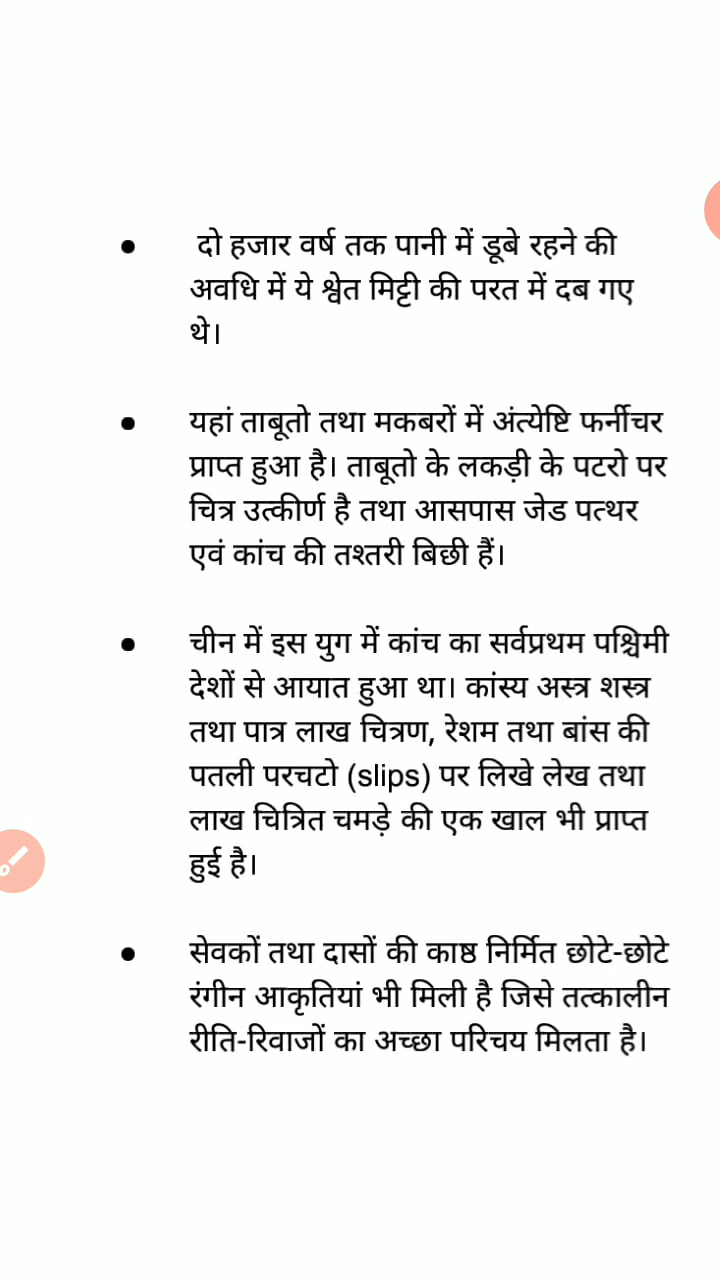 ● दो हजार वर्ष तक पानी में डूबे रहने की
अवधि में ये श्वेत मिट्टी की परत में दब गए
थे।
● यहां ताबूतो तथा मकबरों में अंत्येष्टि फर्नीचर
प्राप्त हुआ है। ताबूतो के लकड़ी के पटरो पर
चित्र उत्कीर्ण है तथा आसपास जेड पत्थर
एवं कांच की तश्तरी बिछी हैं।
● चीन में इस युग में कांच का सर्वप्रथम पश्चिमी
देशों से आयात हुआ था। कांस्य अस्त्र शस्त्र
तथा पात्र लाख चित्रण, रेशम तथा बांस की
पतली परचटो (slips) पर लिखे लेख तथा
लाख चित्रित चमड़े की एक खाल भी प्राप्त
हुई है।
● सेवकों तथा दासों की काष्ठ निर्मित छोटे-छोटे
रंगीन आकृतियां भी मिली है जिसे तत्कालीन
रीति-रिवाजों का अच्छा परिचय मिलता है।